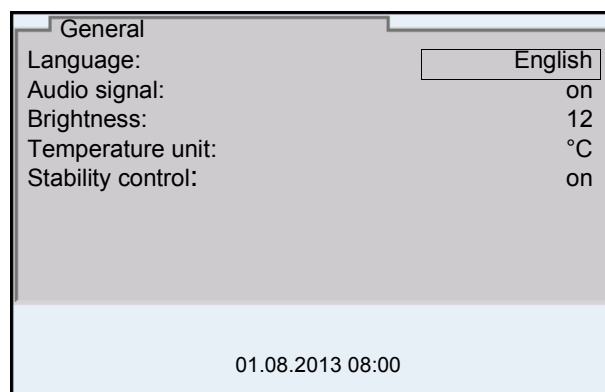 General
Language: English
Audio signal: on
Brightness: 12
Temperature unit: °C
Stability control: on
01.08.2013 08:00